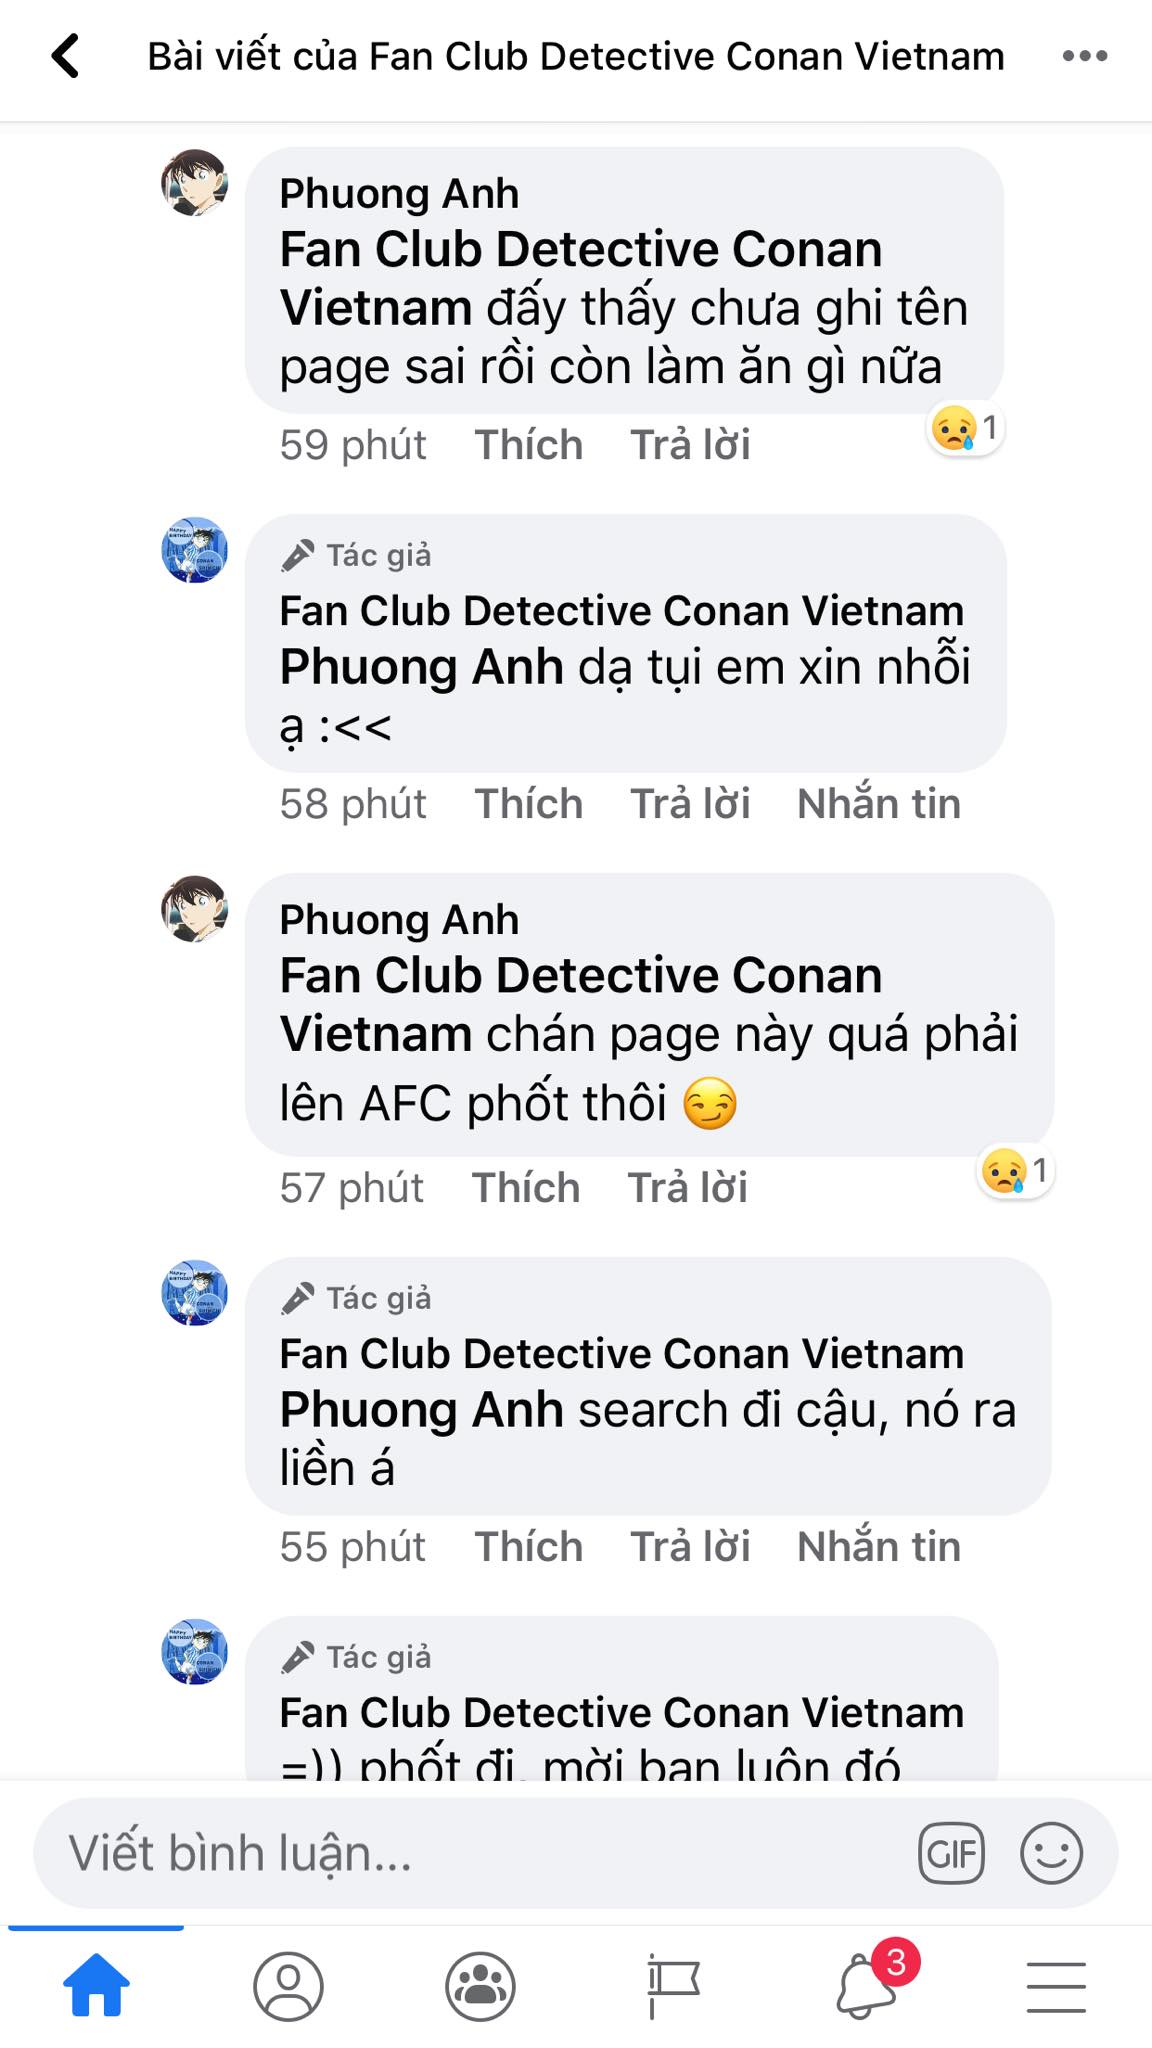 Bài viết của Fan Club Detective Conan Vietnam
Phuong Anh
Fan Club Detective Conan
Vietnam đấy thấy chưa ghi tên
page sai rồi còn làm ăn gì nữa
59 phút Thích Trả lời 1
Tác giả
Fan Club Detective Conan Vietnam
Phuong Anh dạ tụi em xin nhỗi
ạ :<<
58 phút Thích Trả lời Nhắn tin
Phuong Anh
Fan Club Detective Conan
Vietnam chán page này quá phải
lên AFC phốt thôi 😏
57 phút Thích Trả lời 1
Tác giả
Fan Club Detective Conan Vietnam
Phuong Anh search đi cậu, nó ra
liền á
55 phút Thích Trả lời Nhắn tin
Tác giả
Fan Club Detective Conan Vietnam
=)) phốt đi, mời bạn luôn đó
Viết bình luận...
GIF
3